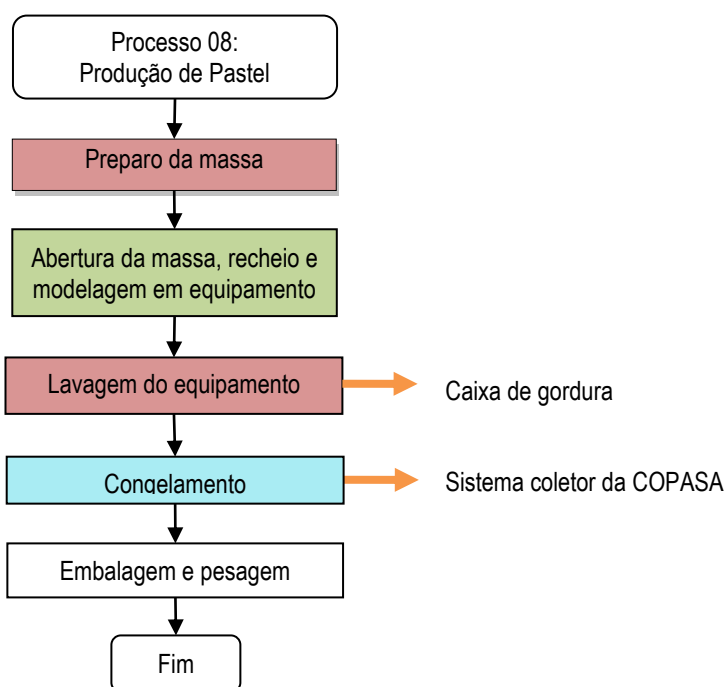 Processo 08:
Produção de Pastel
Preparo da massa
Abertura da massa, recheio e
modelagem em equipamento
Lavagem do equipamento
Caixa de gordura
Congelamento
Sistema coletor da COPASA
Embalagem e pesagem
Fim